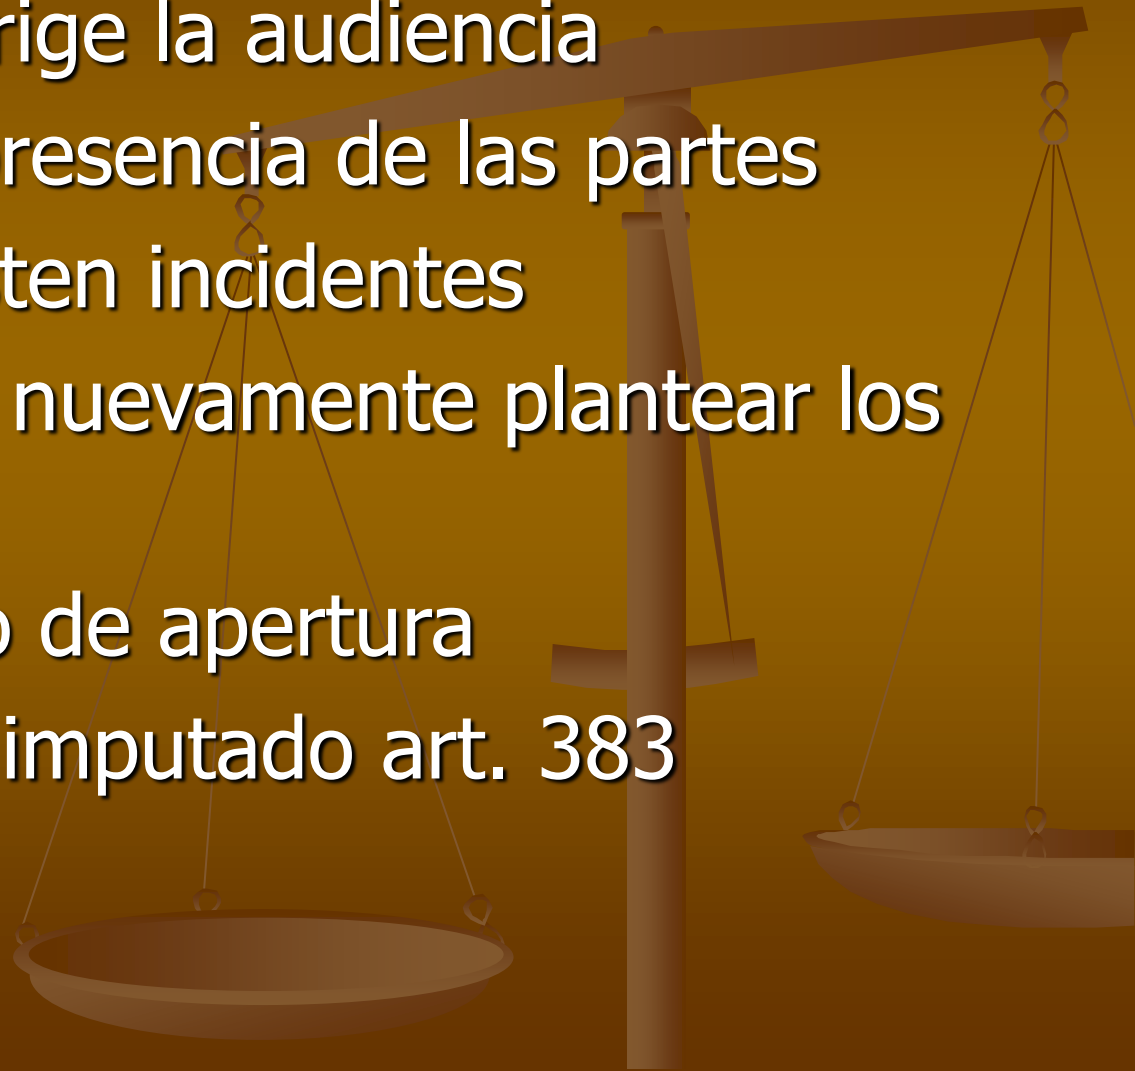 rige la audiencia
resencia de las partes
ten incidentes
nuevamente plantear los
o de apertura
imputado art. 383